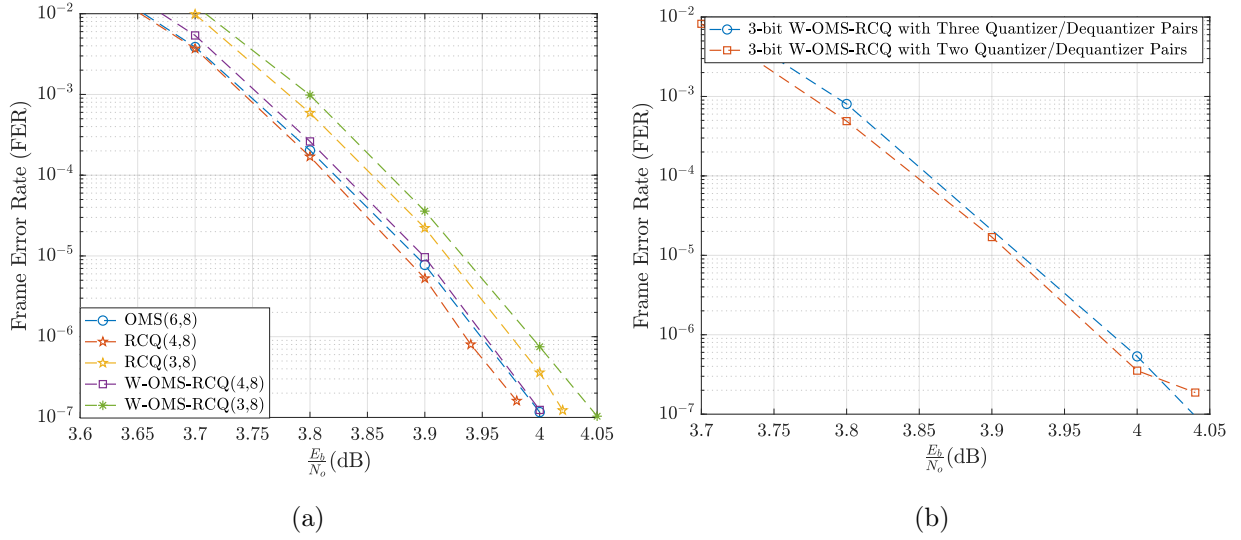 Frame Error Rate (FER)
10^-2
10^-3
10^-4
10^-5
10^-6
10^-7
OMS(6,8)
RCQ(4,8)
RCQ(3,8)
W-OMS-RCQ(4,8)
W-OMS-RCQ(3,8)
3.6 3.65 3.7 3.75 3.8 3.85 3.9 3.95 4 4.05
E_b/N_o(dB)
(a)
Frame Error Rate (FER)
10^-2
10^-3
10^-4
10^-5
10^-6
10^-7
3-bit W-OMS-RCQ with Three Quantizer/Dequantizer Pairs
3-bit W-OMS-RCQ with Two Quantizer/Dequantizer Pairs
3.7 3.75 3.8 3.85 3.9 3.95 4 4.05
E_b/N_o(dB)
(b)